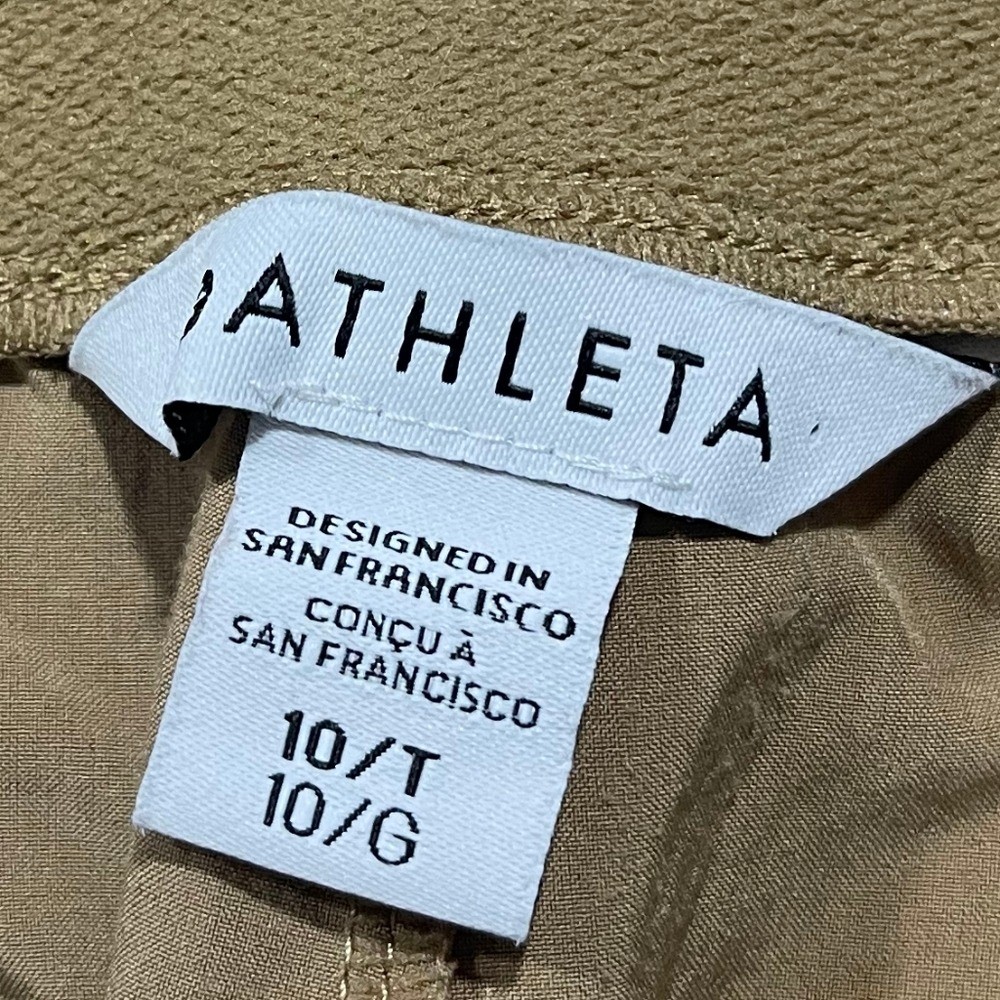 ATHLETA
DESIGNED IN
SAN FRANCISCO
CONÇU À
SAN FRANCISCO
10/T
10/G